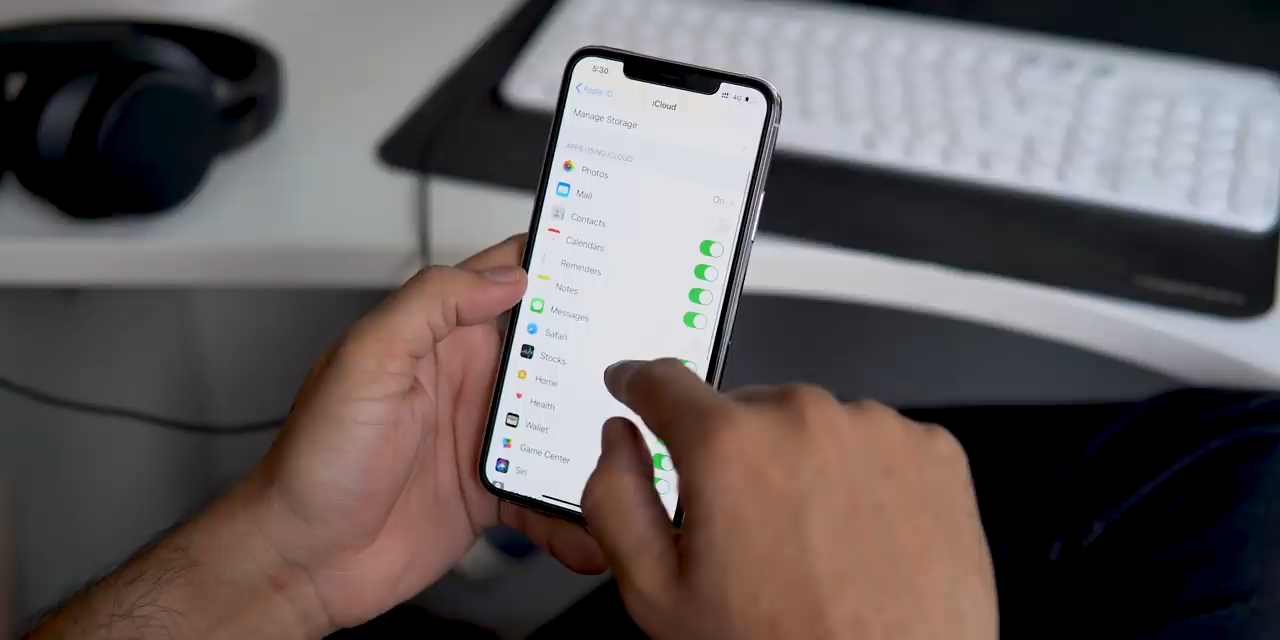 5:30
4G
Apple ID
iCloud
Manage Storage
APPS USING ICLOUD
Photos
On
Mail
Contacts
Calendars
Reminders
Notes
Messages
Safari
Stocks
Home
Health
Wallet
Game Center
Siri